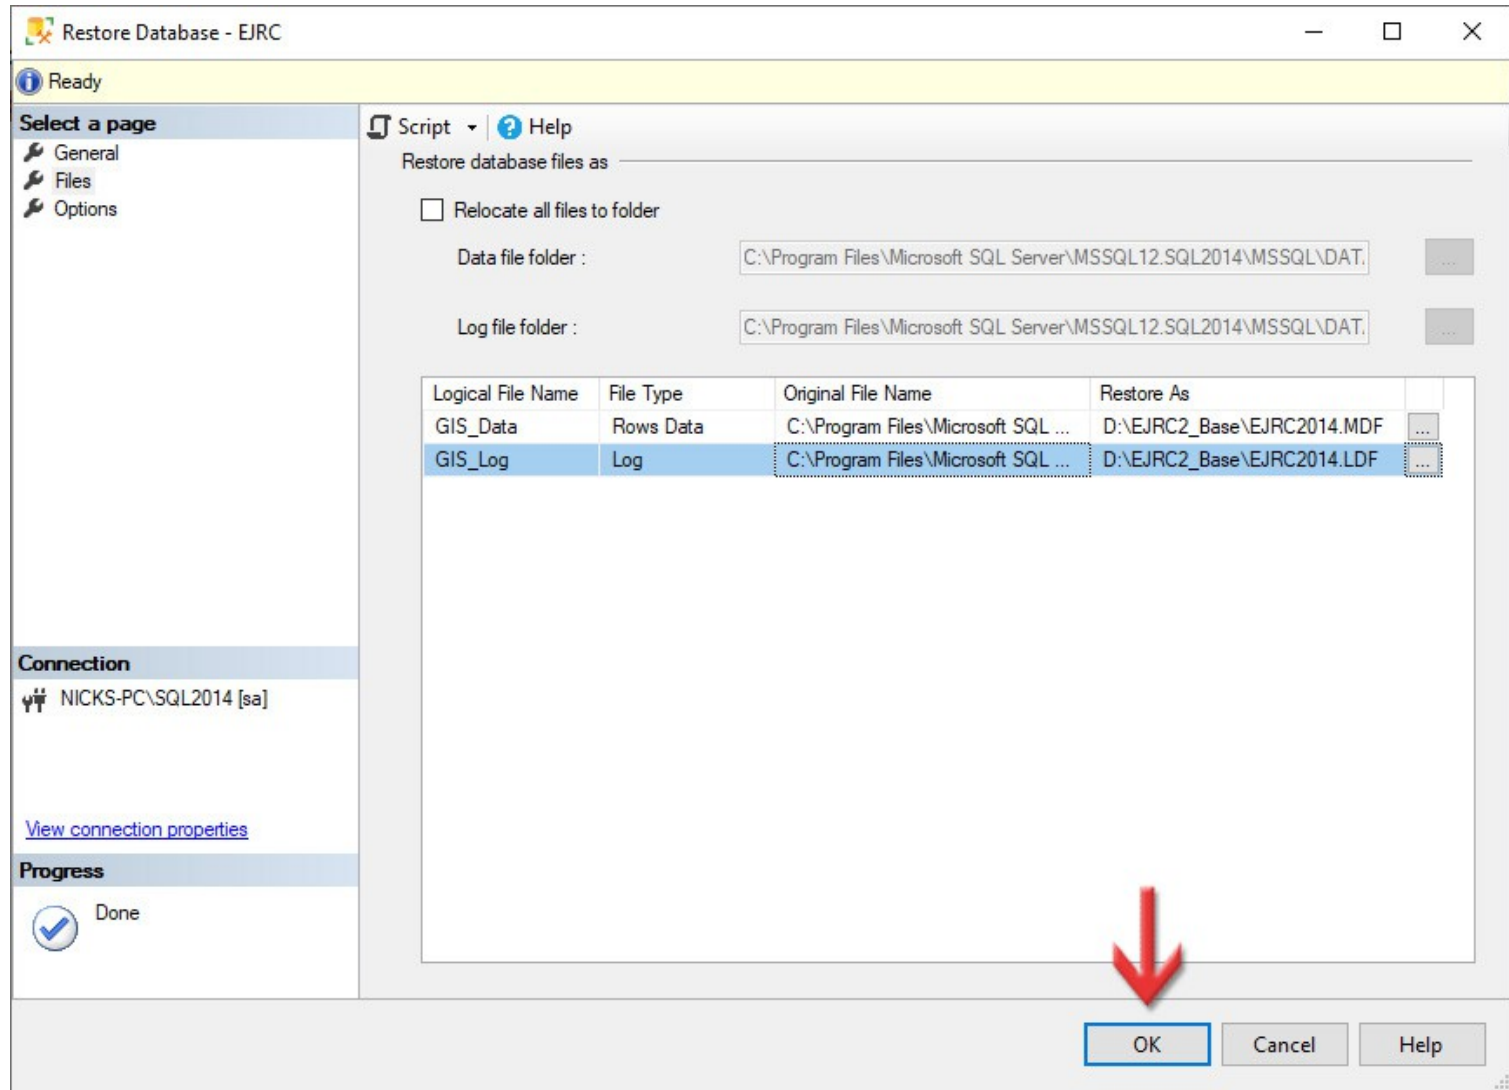 Restore Database - EJRC
Ready
Select a page
General
Files
Options
Connection
NICKS-PC\SQL2014 [sa]
View connection properties
Progress
Done
Script Help
Restore database files as
Relocate all files to folder
Data file folder : C:\Program Files\Microsoft SQL Server\MSSQL12.SQL2014\MSSQL\DAT.
... 
Log file folder : C:\Program Files\Microsoft SQL Server\MSSQL12.SQL2014\MSSQL\DAT.
...
Logical File Name File Type Original File Name Restore As
GIS_Data Rows Data C:\Program Files\Microsoft SQL ... D:\EJRC2_Base\EJRC2014.MDF ...
GIS_Log Log C:\Program Files\Microsoft SQL ... D:\EJRC2_Base\EJRC2014.LDF ...
OK Cancel Help